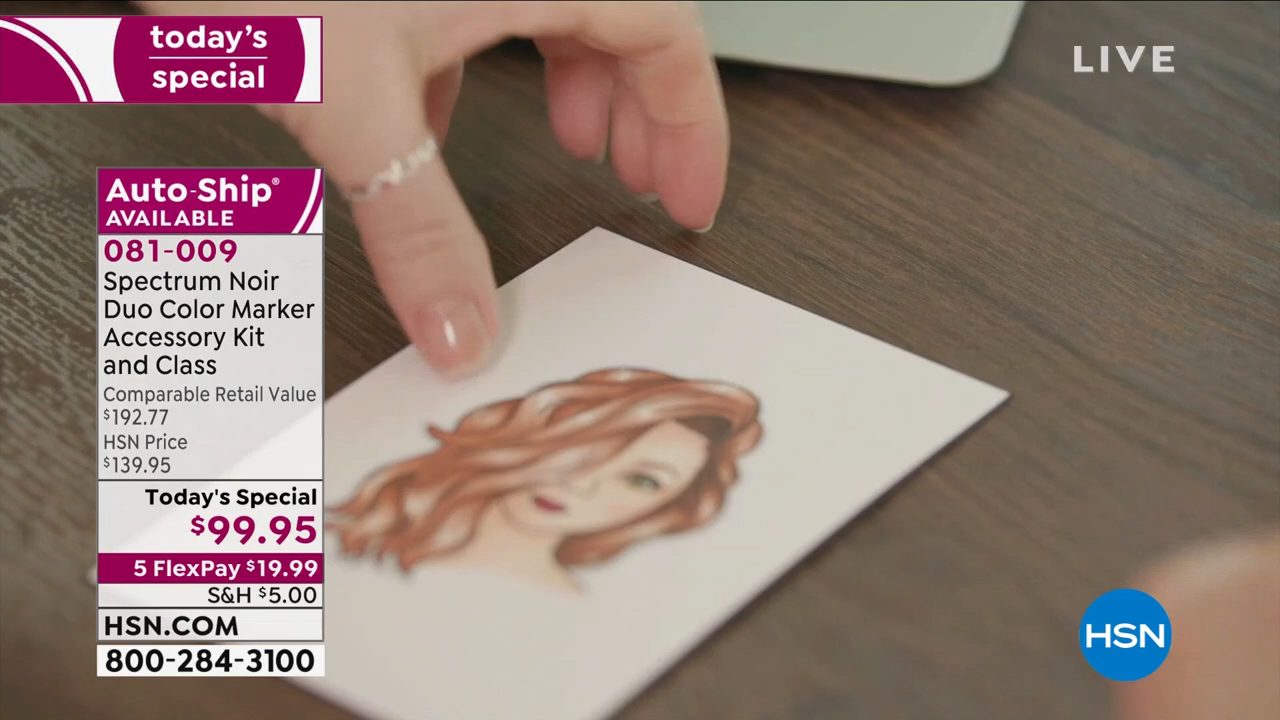 today's
special
LIVE
Auto-Ship®
AVAILABLE
081-009
Spectrum Noir
Duo Color Marker
Accessory Kit
and Class
Comparable Retail Value
$192.77
HSN Price
$139.95
Today's Special
$99.95
5 FlexPay $19.99
S&H $5.00
HSN.COM
800-284-3100
HSN